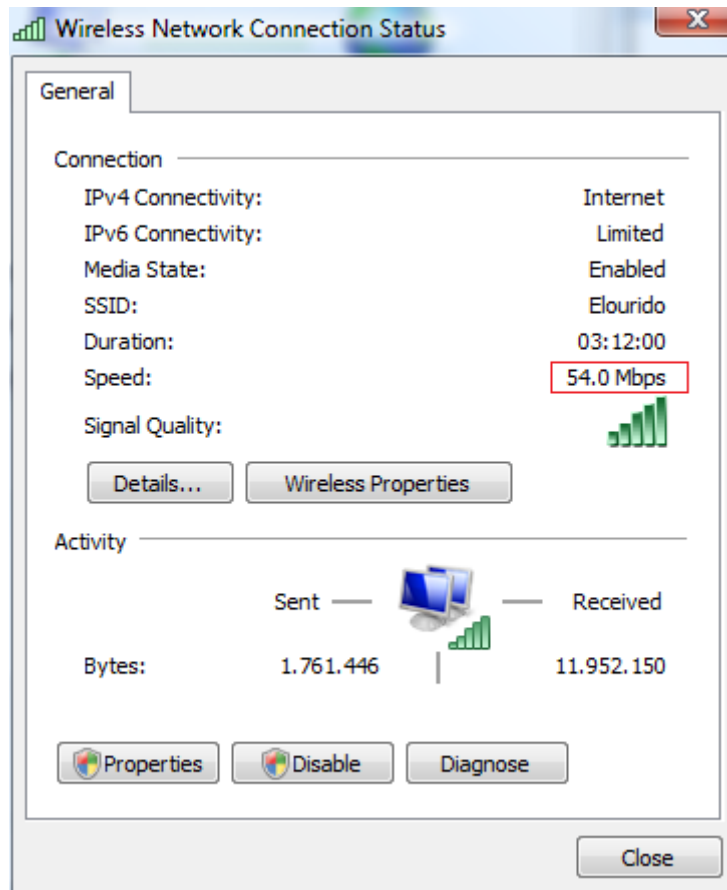 Wireless Network Connection Status
General
Connection
IPv4 Connectivity: Internet
IPv6 Connectivity: Limited
Media State: Enabled
SSID: Elourido
Duration: 03:12:00
Speed: 54.0 Mbps
Signal Quality:
Details... Wireless Properties
Activity
Sent Received
Bytes: 1.761.446 11.952.150
Properties Disable Diagnose
Close